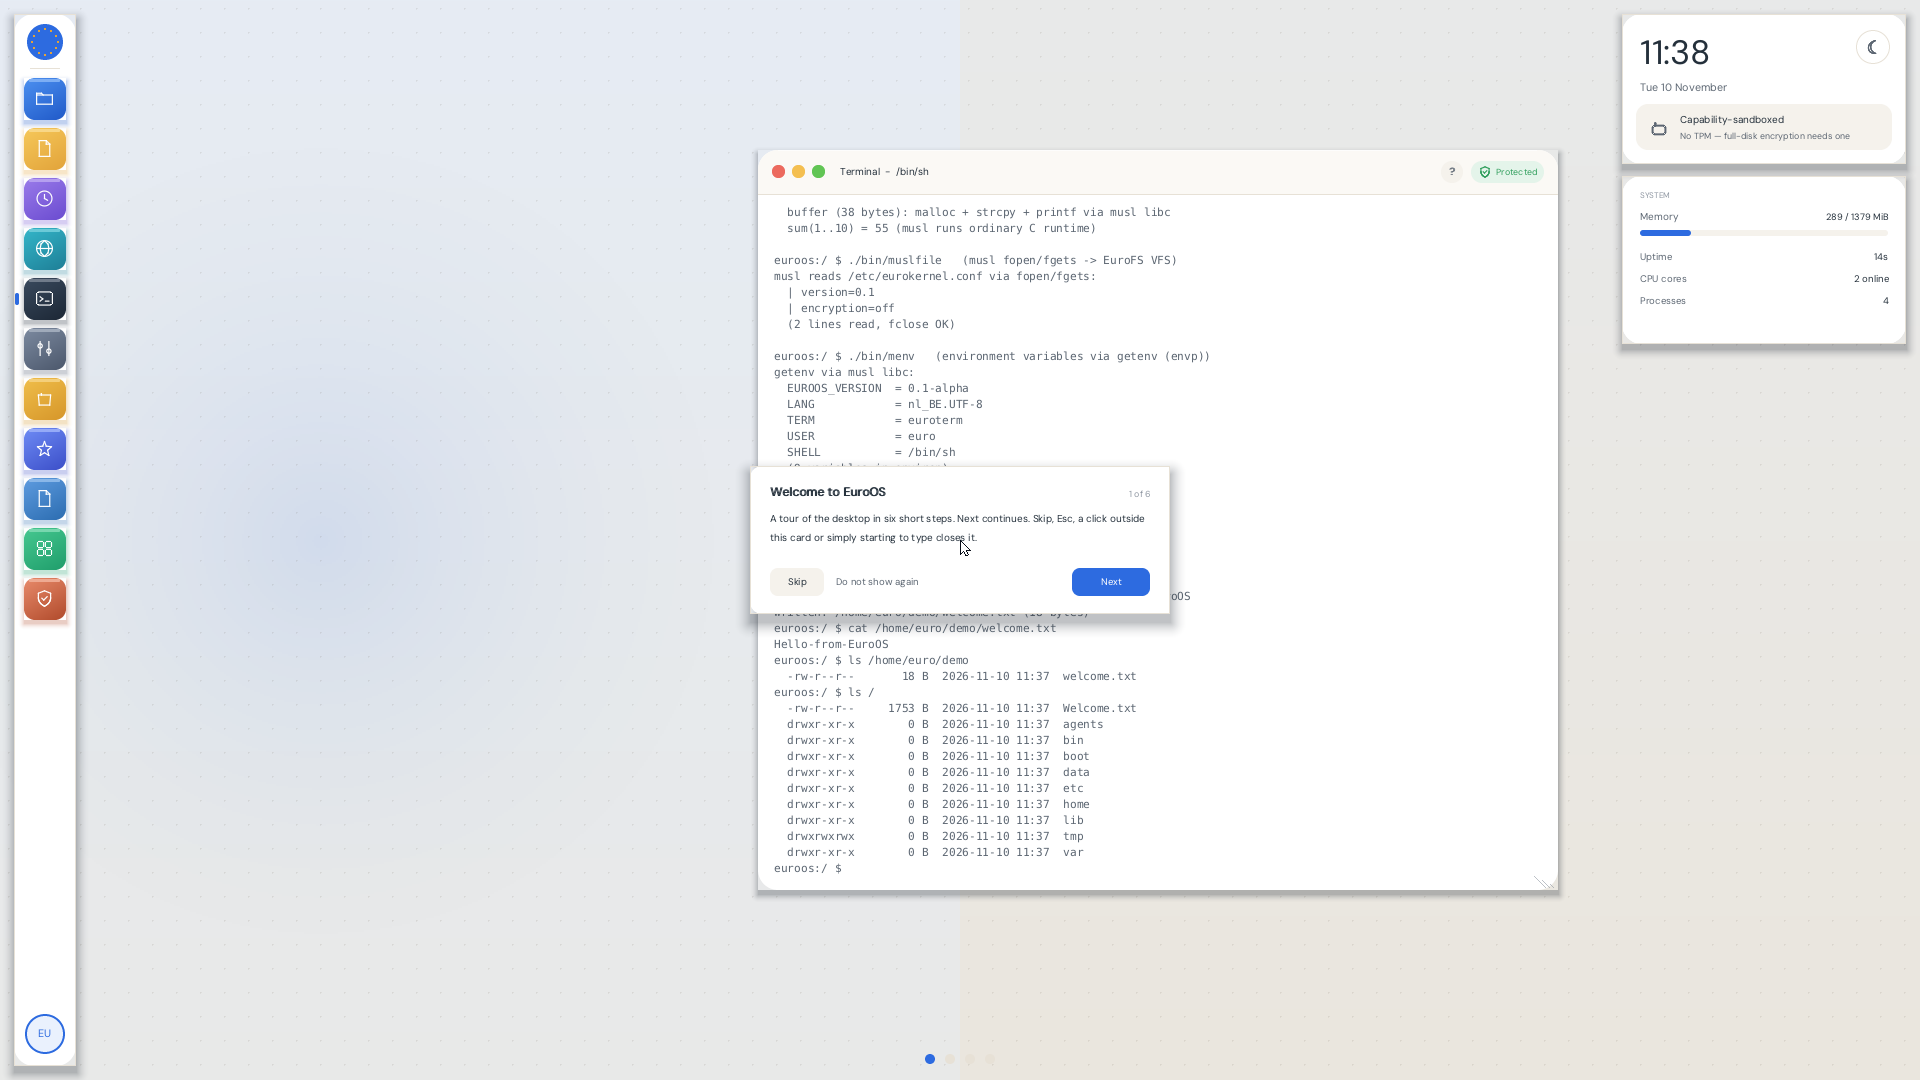 11:38
Tue 10 November
Capability-sandboxed
No TPM — full-disk encryption needs one
SYSTEM
Memory 289 / 1379 MiB
Uptime 14s
CPU cores 2 online
Processes 4
Terminal - /bin/sh ? Protected
buffer (38 bytes): malloc + strcpy + printf via musl libc
sum(1..10) = 55 (musl runs ordinary C runtime)
euroos:/ $ ./bin/muslfile (musl fopen/fgets -> EuroFS VFS)
musl reads /etc/eurokernel.conf via fopen/fgets:
| version=0.1
| encryption=off
(2 lines read, fclose OK)
euroos:/ $ ./bin/menv (environment variables via getenv (envp))
getenv via musl libc:
EUROOS_VERSION = 0.1-alpha
LANG = nl_BE.UTF-8
TERM = euroterm
USER = euro
SHELL = /bin/sh
Welcome to EuroOS 1 of 6
A tour of the desktop in six short steps. Next continues. Skip, Esc, a click outside
this card or simply starting to type closes it.
Skip Do not show again Next
oOS
euroos:/ $ cat /home/euro/demo/welcome.txt
Hello-from-EuroOS
euroos:/ $ ls /home/euro/demo
-rw-r--r-- 18 B 2026-11-10 11:37 welcome.txt
euroos:/ $ ls /
-rw-r--r-- 1753 B 2026-11-10 11:37 Welcome.txt
drwxr-xr-x 0 B 2026-11-10 11:37 agents
drwxr-xr-x 0 B 2026-11-10 11:37 bin
drwxr-xr-x 0 B 2026-11-10 11:37 boot
drwxr-xr-x 0 B 2026-11-10 11:37 data
drwxr-xr-x 0 B 2026-11-10 11:37 etc
drwxr-xr-x 0 B 2026-11-10 11:37 home
drwxr-xr-x 0 B 2026-11-10 11:37 lib
drwxrwxrwx 0 B 2026-11-10 11:37 tmp
drwxr-xr-x 0 B 2026-11-10 11:37 var
euroos:/ $
EU